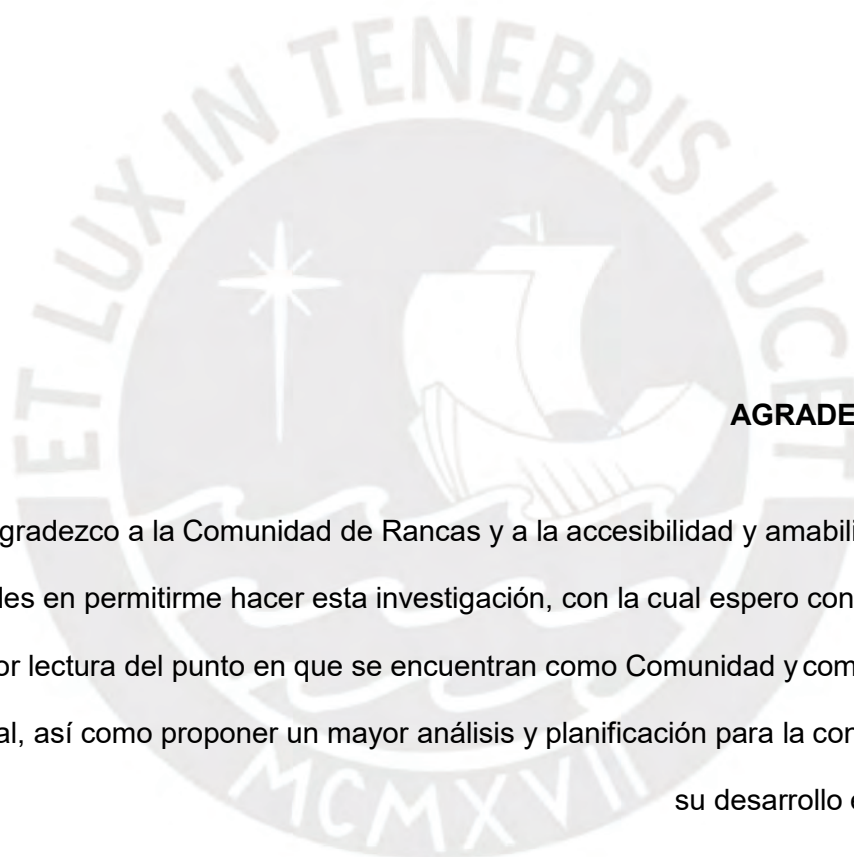 ET LUX IN TENEBRIS LUCET
AGRADE
gradezco a la Comunidad de Rancas y a la accesibilidad y amabili
les en permitirme hacer esta investigación, con la cual espero con
or lectura del punto en que se encuentran como Comunidad y com
al, así como proponer un mayor análisis y planificación para la con
su desarrollo
MCMXVII